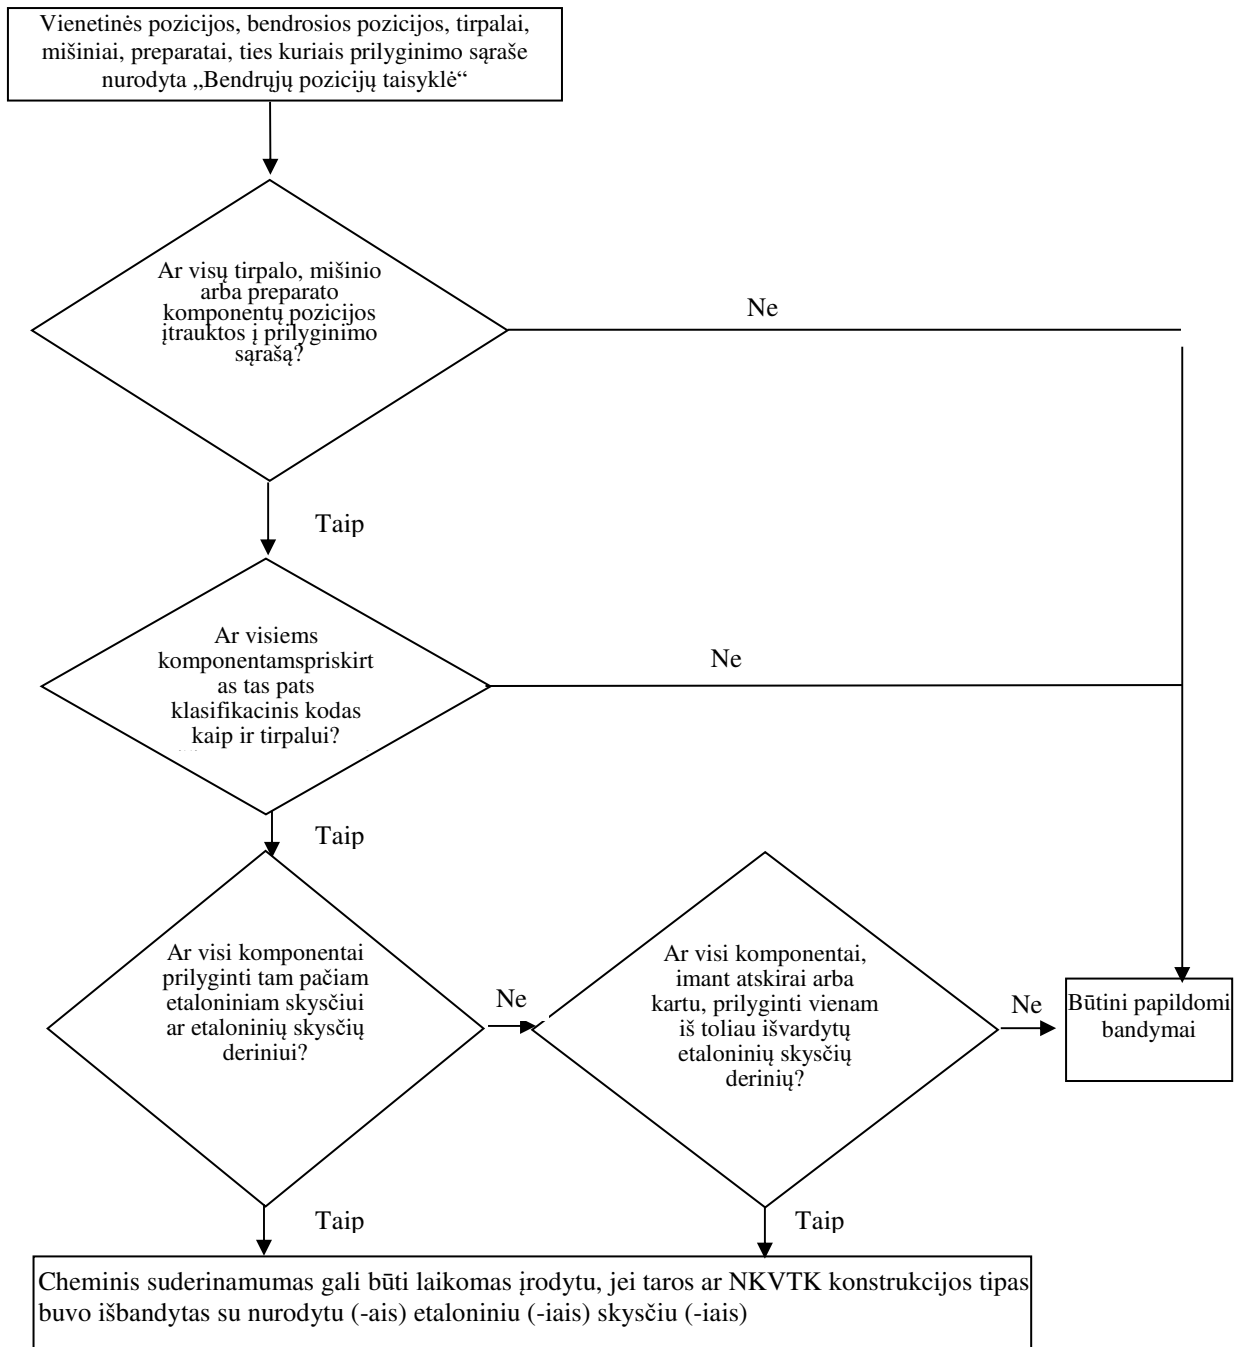 Vienetinės pozicijos, bendrosios pozicijos, tirpalai,
mišiniai, preparatai, ties kuriais prilyginimo sąraše
nurodyta „Bendrųjų pozicijų taisyklė“
Ar visų tirpalo, mišinio
arba preparato
komponentų pozicijos
įtrauktos į prilyginimo
sąrašą?
Ne
Taip
Ar visiems
komponentamspriskirt
as tas pats
klasifikacinis kodas
kaip ir tirpalui?
Ne
Taip
Ar visi komponentai
prilyginti tam pačiam
etaloniniam skysčiui
ar etaloninių skysčių
deriniui?
Ne
Ar visi komponentai,
imant atskirai arba
kartu, prilyginti vienam
iš toliau išvardytų
etaloninių skysčių
derinių?
Ne
Būtini papildomi
bandymai
Taip
Taip
Cheminis suderinamumas gali būti laikomas įrodytu, jei taros ar NKVTK konstrukcijos tipas
buvo išbandytas su nurodytu (-ais) etaloniniu (-iais) skysčiu (-iais)